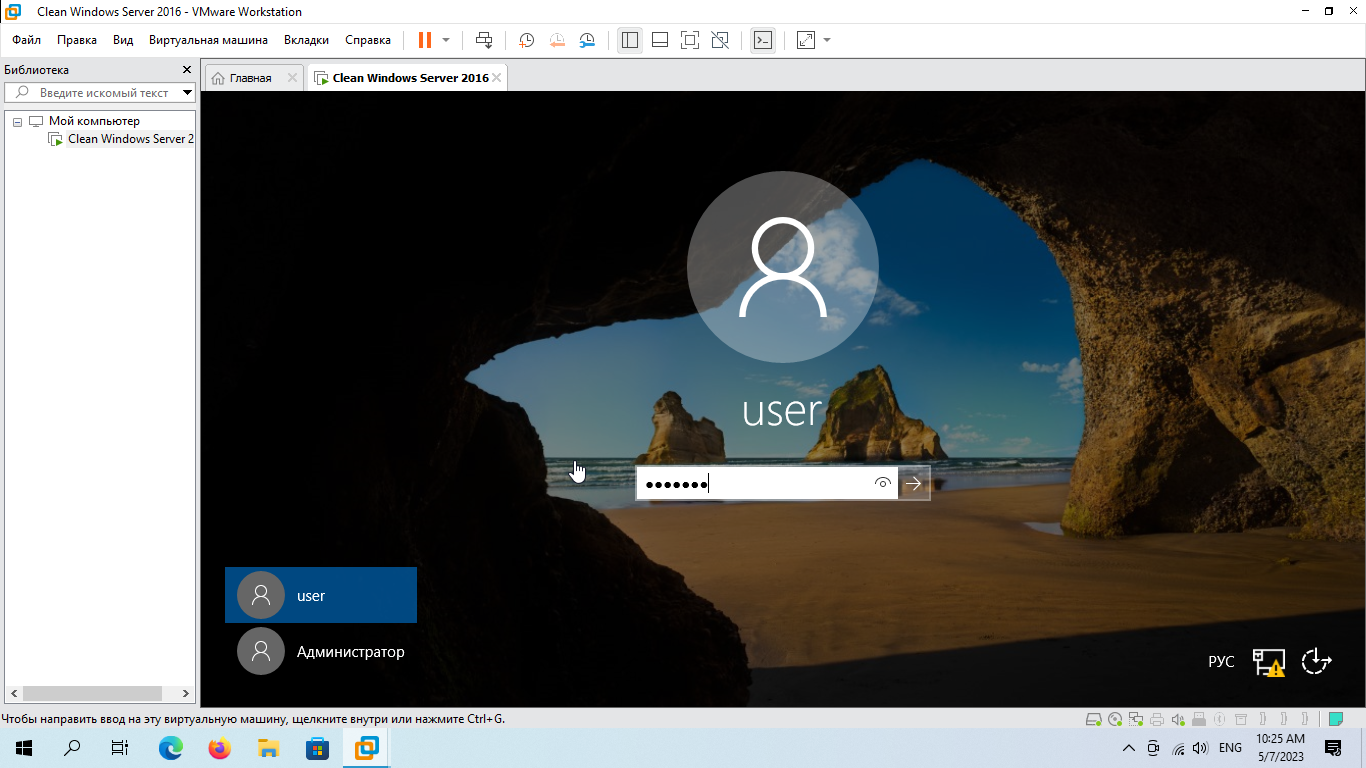 Clean Windows Server 2016 - VMware Workstation
Файл Правка Вид Виртуальная машина Вкладки Справка
Библиотека
Введите искомый текст
Мой компьютер
Clean Windows Server 2
Главная
Clean Windows Server 2016
user
user
Администратор
РУС
Чтобы направить ввод на эту виртуальную машину, щелкните внутри или нажмите Ctrl+G.
ENG
10:25 AM
5/7/2023